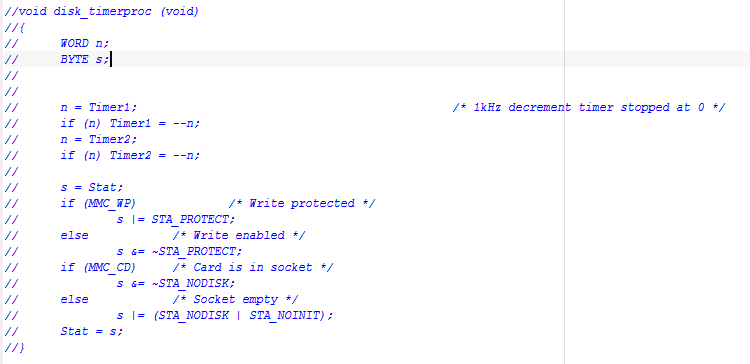 //void disk_timerproc (void)
//{
//      WORD n;
//      BYTE s;
//
//
//      n = Timer1;                                             /* 1kHz decrement timer stopped at 0 */
//      if (n) Timer1 = --n;
//      n = Timer2;
//      if (n) Timer2 = --n;
//
//      s = Stat;
//      if (MMC_WP)             /* Write protected */
//              s |= STA_PROTECT;
//      else            /* Write enabled */
//              s &= ~STA_PROTECT;
//      if (MMC_CD)     /* Card is in socket */
//              s &= ~STA_NODISK;
//      else            /* Socket empty */
//              s |= (STA_NODISK | STA_NOINIT);
//      Stat = s;
//}